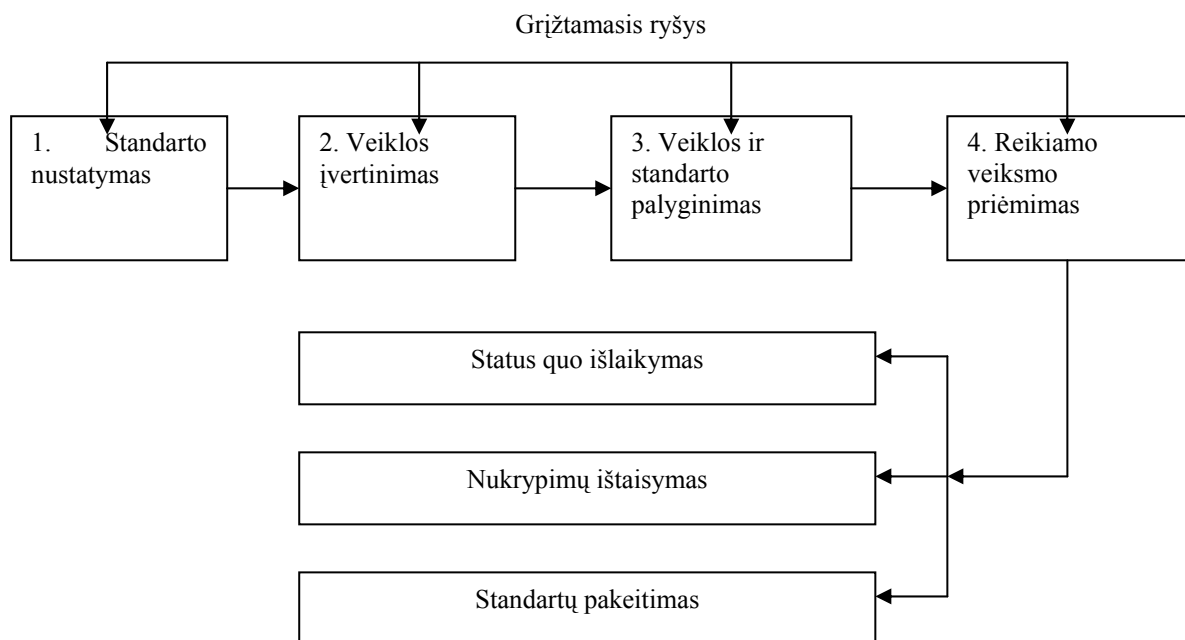 Grįžtamasis ryšys
1. Standarto
nustatymas
2. Veiklos
įvertinimas
3. Veiklos ir
standarto
palyginimas
4. Reikiamo
veiksmo
priėmimas
Status quo išlaikymas
Nukrypimų ištaisymas
Standartų pakeitimas